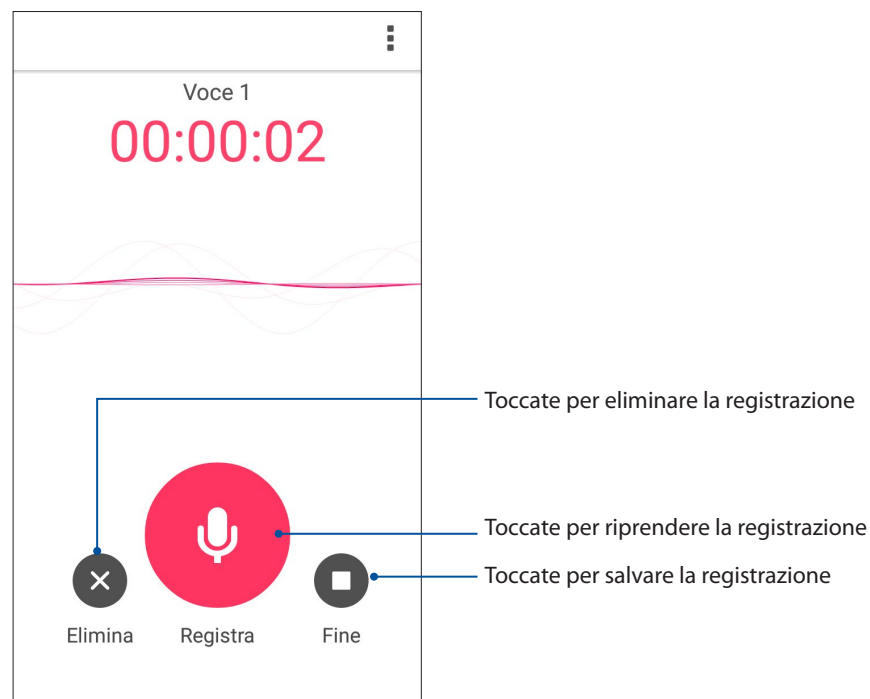 Voce 1
00:00:02
Toccate per eliminare la registrazione
Toccate per riprendere la registrazione
Toccate per salvare la registrazione
Elimina
Registra
Fine